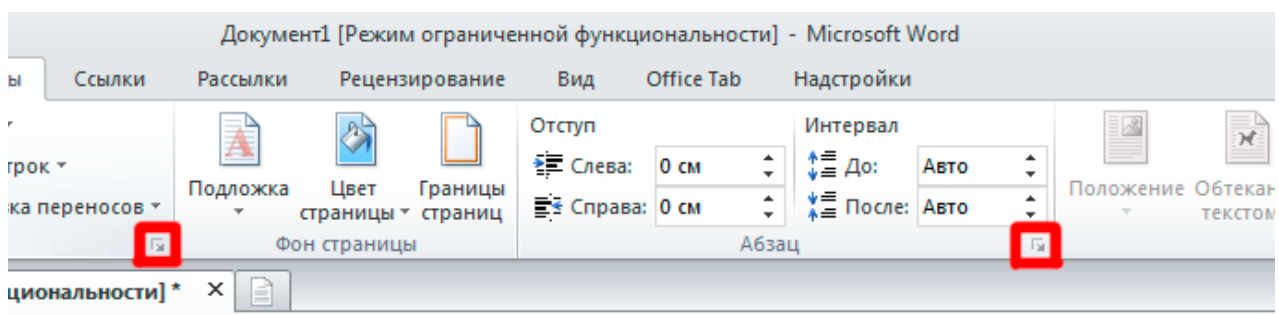 Документ1 [Режим ограниченной функциональности] - Microsoft Word
ы Ссылки Рассылки Рецензирование Вид Office Tab Надстройки
Отступ Интервал
трок Слева: 0 см До: Авто
Подложка Цвет страницы Границы страниц Положение Обтекан текстом
ка переносов Справа: 0 см После: Авто
Фон страницы Абзац
циональности] * ×